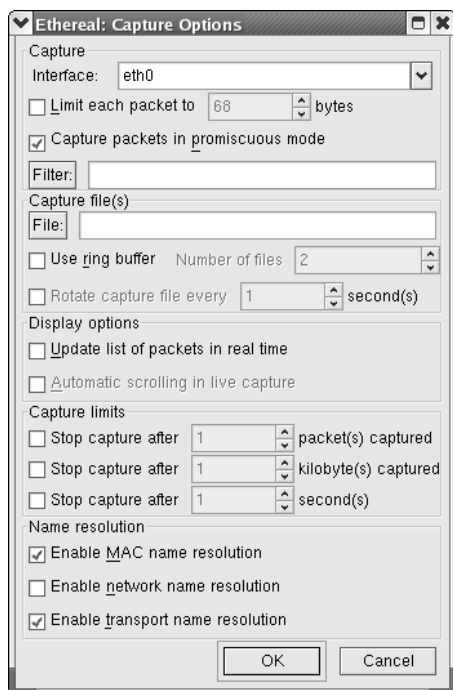 Ethereal: Capture Options
Capture
Interface: eth0
Limit each packet to 68 bytes
Capture packets in promiscuous mode
Filter:
Capture file(s)
File:
Use ring buffer Number of files 2
Rotate capture file every 1 second(s)
Display options
Update list of packets in real time
Automatic scrolling in live capture
Capture limits
Stop capture after 1 packet(s) captured
Stop capture after 1 kilobyte(s) captured
Stop capture after 1 second(s)
Name resolution
Enable MAC name resolution
Enable network name resolution
Enable transport name resolution
OK Cancel